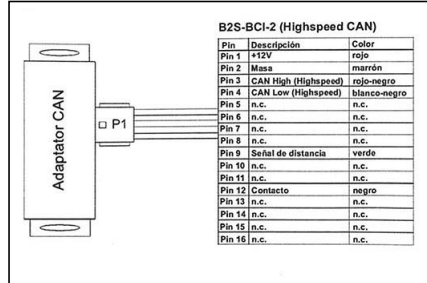 B2S-BCI-2 (Highspeed CAN)
Pin Descripción Color
Pin 1 +12V rojo
Pin 2 Masa marrón
Pin 3 CAN High (Highspeed) rojo-negro
Pin 4 CAN Low (Highspeed) blanco-negro
Pin 5 n.c. n.c.
Pin 6 n.c. n.c.
Pin 7 n.c. n.c.
Pin 8 n.c. n.c.
Pin 9 Señal de distancia verde
Pin 10 n.c. n.c.
Pin 11 n.c. n.c.
Pin 12 Contacto negro
Pin 13 n.c. n.c.
Pin 14 n.c. n.c.
Pin 15 n.c. n.c.
Pin 16 n.c. n.c.
Adaptator CAN
P1